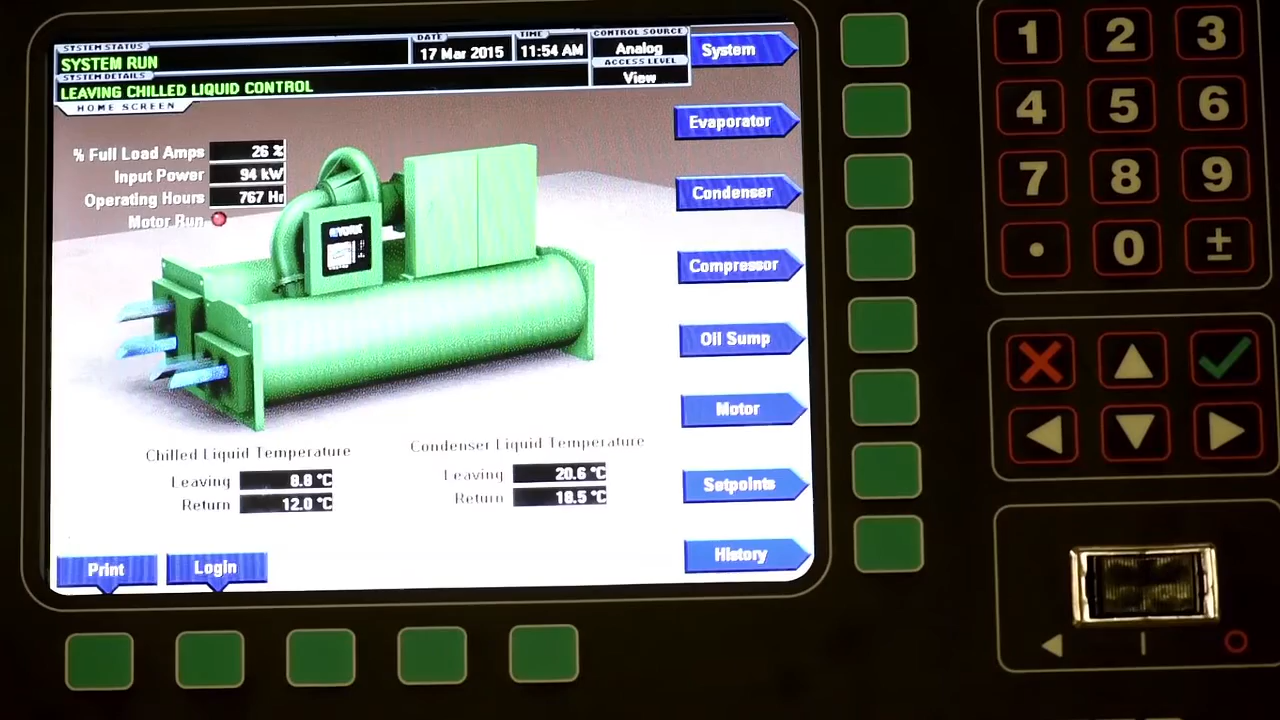 SYSTEM STATUS
SYSTEM RUN
DATE
17 Mar 2015
TIME
11:54 AM
CONTROL SOURCE
Analog
ACCESS LEVEL
View
SYSTEM DETAILS
LEAVING CHILLED LIQUID CONTROL
HOME SCREEN
% Full Load Amps 26 %
Input Power 94 kW
Operating Hours 767 Hr
Motor Run
YORK
System
Evaporator
Condenser
Compressor
Oil Sump
Motor
Setpoints
History
Chilled Liquid Temperature
Leaving 8.8 °C
Return 12.0 °C
Condenser Liquid Temperature
Leaving 20.6 °C
Return 18.5 °C
Print
Login
1 2 3
4 5 6
7 8 9
. 0 ±